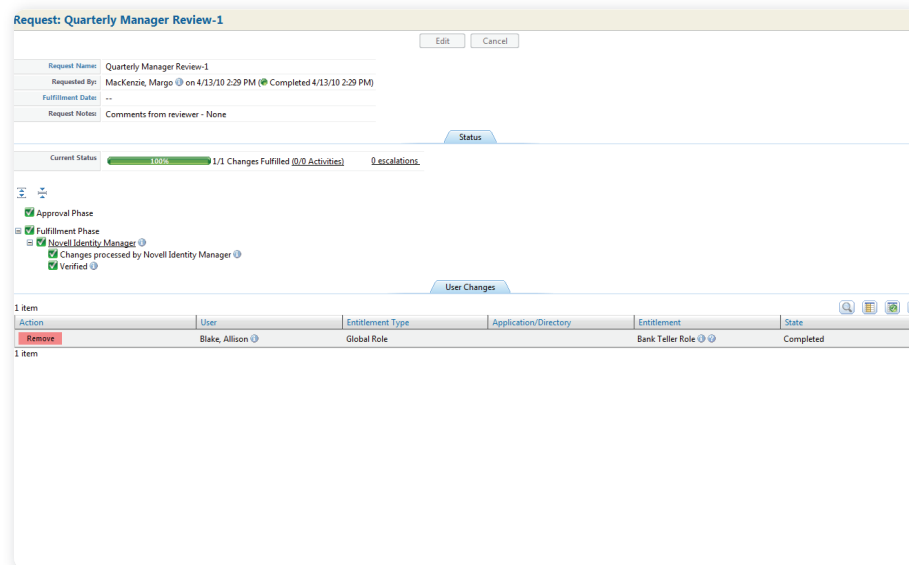 Request: Quarterly Manager Review-1
Edit Cancel
Request Name: Quarterly Manager Review-1
Requested By: MacKenzie, Margo on 4/13/10 2:29 PM (Completed 4/13/10 2:29 PM)
Fulfillment Date: --
Request Notes: Comments from reviewer - None
Status
Current Status 100% 1/1 Changes Fulfilled (0/0 Activities) 0 escalations
Approval Phase
Fulfillment Phase
Novell Identity Manager
Changes processed by Novell Identity Manager
Verified
User Changes
1 item
Action User Entitlement Type Application/Directory Entitlement State
Remove Blake, Allison Global Role Bank Teller Role Completed
1 item